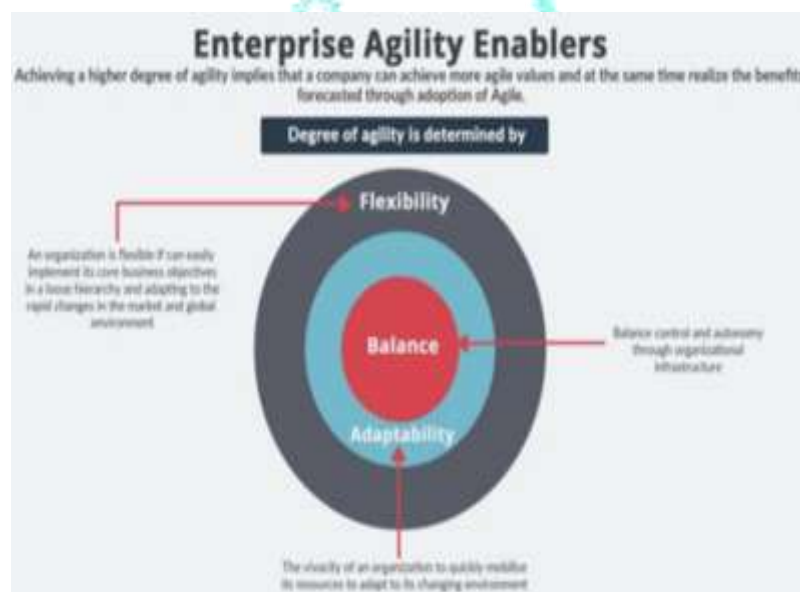 Enterprise Agility Enablers
Achieving a higher degree of agility implies that a company can achieve more agile values and at the same time realize the benefits
forecasted through adoption of Agile.
Degree of agility is determined by
Flexibility
An organization is flexible if can easily
implement its core business objectives
in a loose hierarchy and adapting to the
rapid changes in the market and global
environment
Balance
Balance control and autonomy
through organizational
infrastructure
Adaptability
The vivacity of an organization to quickly mobilise
its resources to adapt to its changing environment